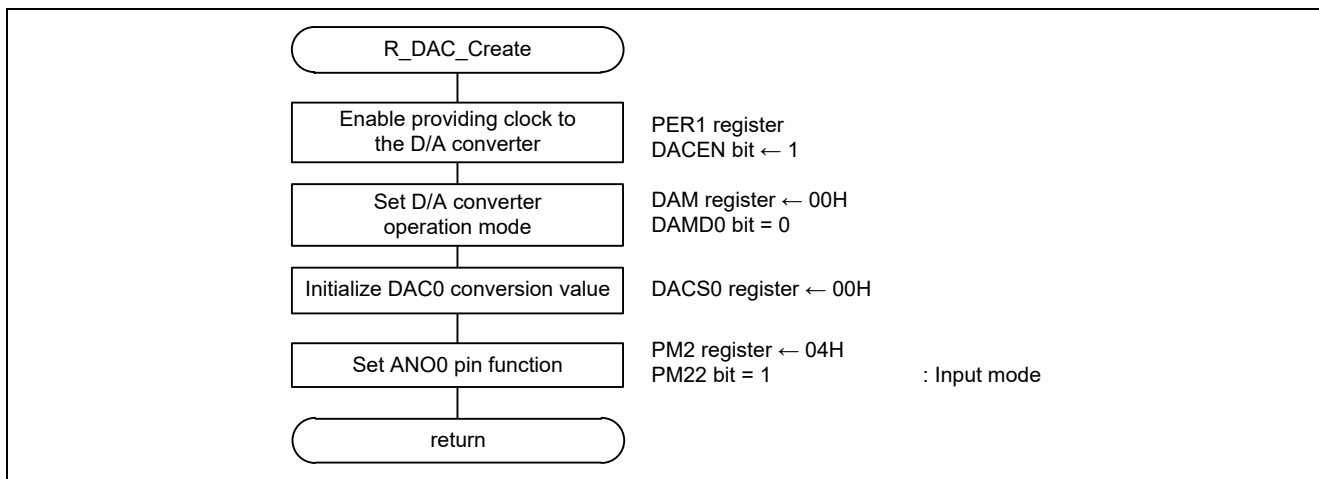 R_DAC_Create
Enable providing clock to
the D/A converter
PER1 register
DACEN bit ← 1
Set D/A converter
operation mode
DAM register ← 00H
DAMD0 bit = 0
Initialize DAC0 conversion value
DACS0 register ← 00H
Set ANO0 pin function
PM2 register ← 04H
PM22 bit = 1 : Input mode
return